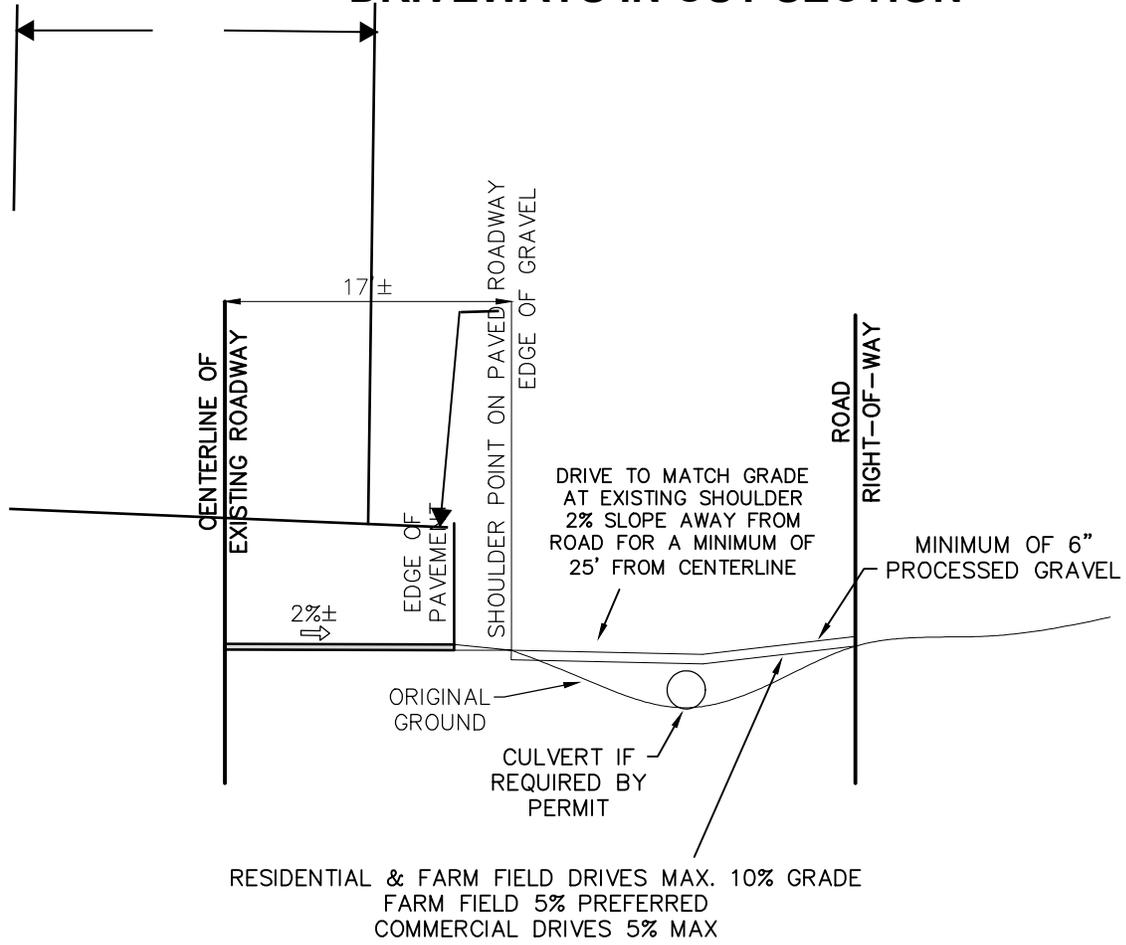 DRIVEWAYS IN CUT SECTION
17'±
CENTERLINE OF
EXISTING ROADWAY
EDGE OF
PAVEMENT
SHOULDER POINT ON PAVED ROADWAY
EDGE OF GRAVEL
ROAD
RIGHT-OF-WAY
DRIVE TO MATCH GRADE
AT EXISTING SHOULDER
2% SLOPE AWAY FROM
ROAD FOR A MINIMUM OF
25' FROM CENTERLINE
MINIMUM OF 6”
PROCESSED GRAVEL
2%±
ORIGINAL
GROUND
CULVERT IF
REQUIRED BY
PERMIT
RESIDENTIAL & FARM FIELD DRIVES MAX. 10% GRADE
FARM FIELD 5% PREFERRED
COMMERCIAL DRIVES 5% MAX